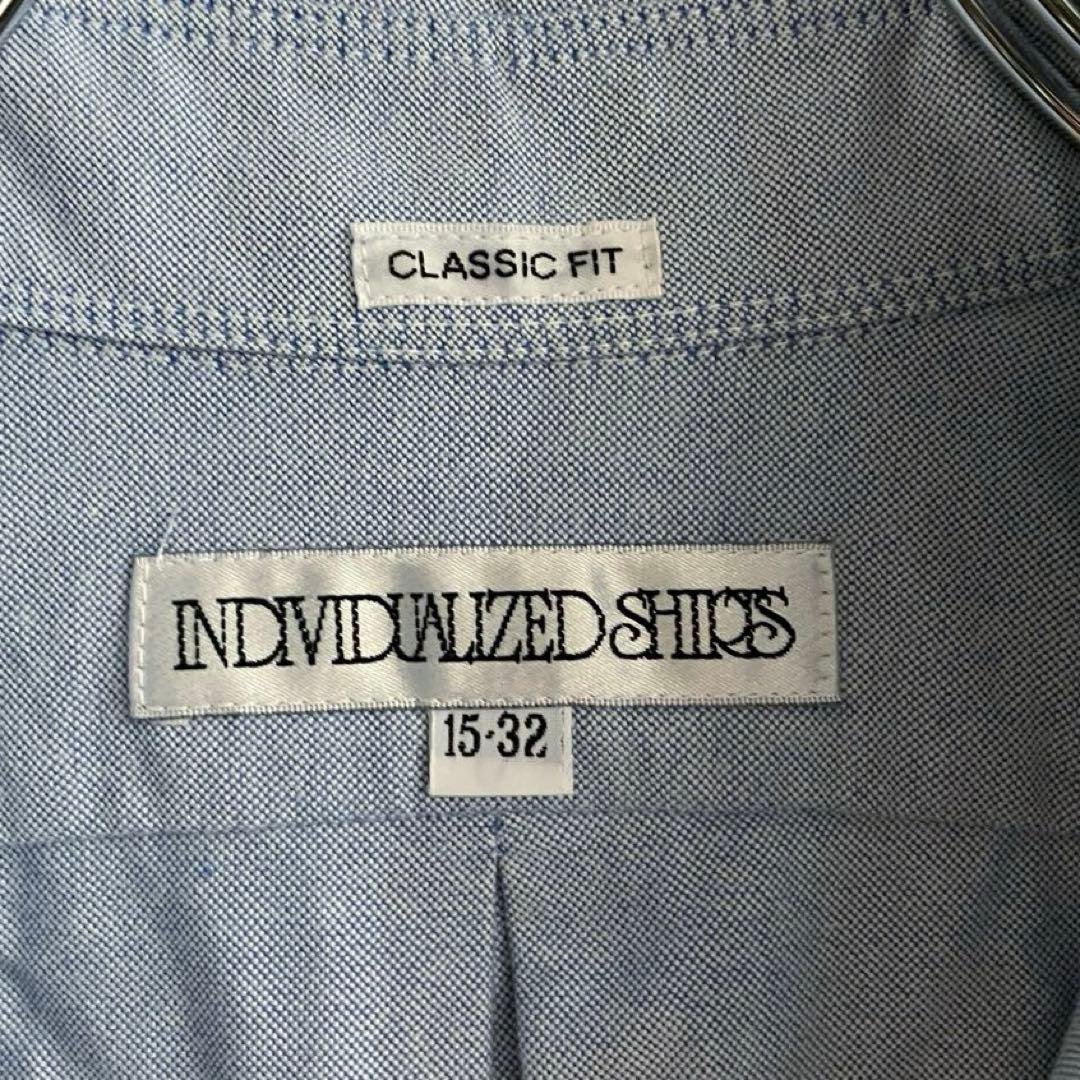 CLASSIC FIT
INDIVIDUALIZED SHIRTS
15·32